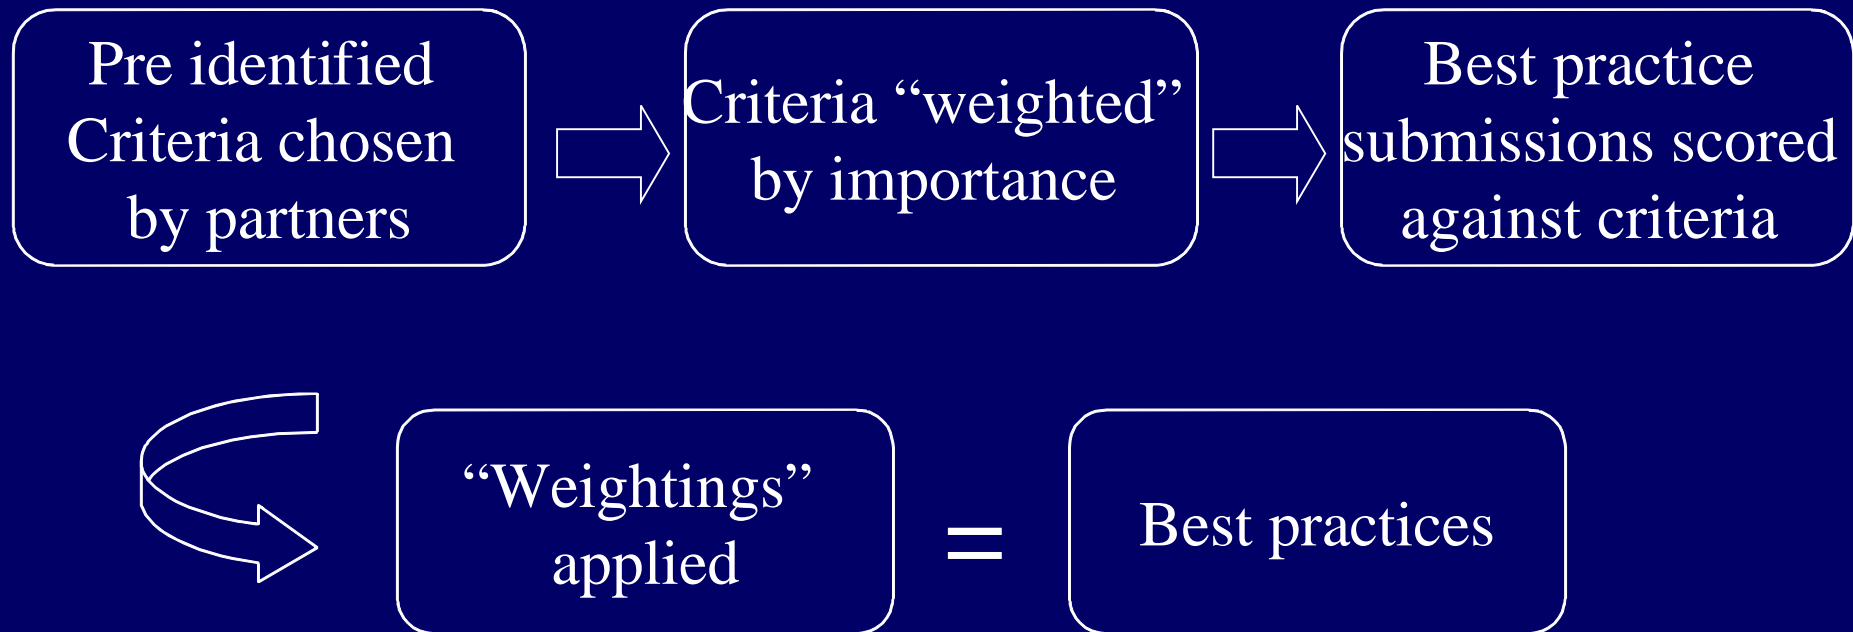 Pre identified
Criteria chosen
by partners
Criteria “weighted”
by importance
Best practice
submissions scored
against criteria
“Weightings”
applied
=
Best practices